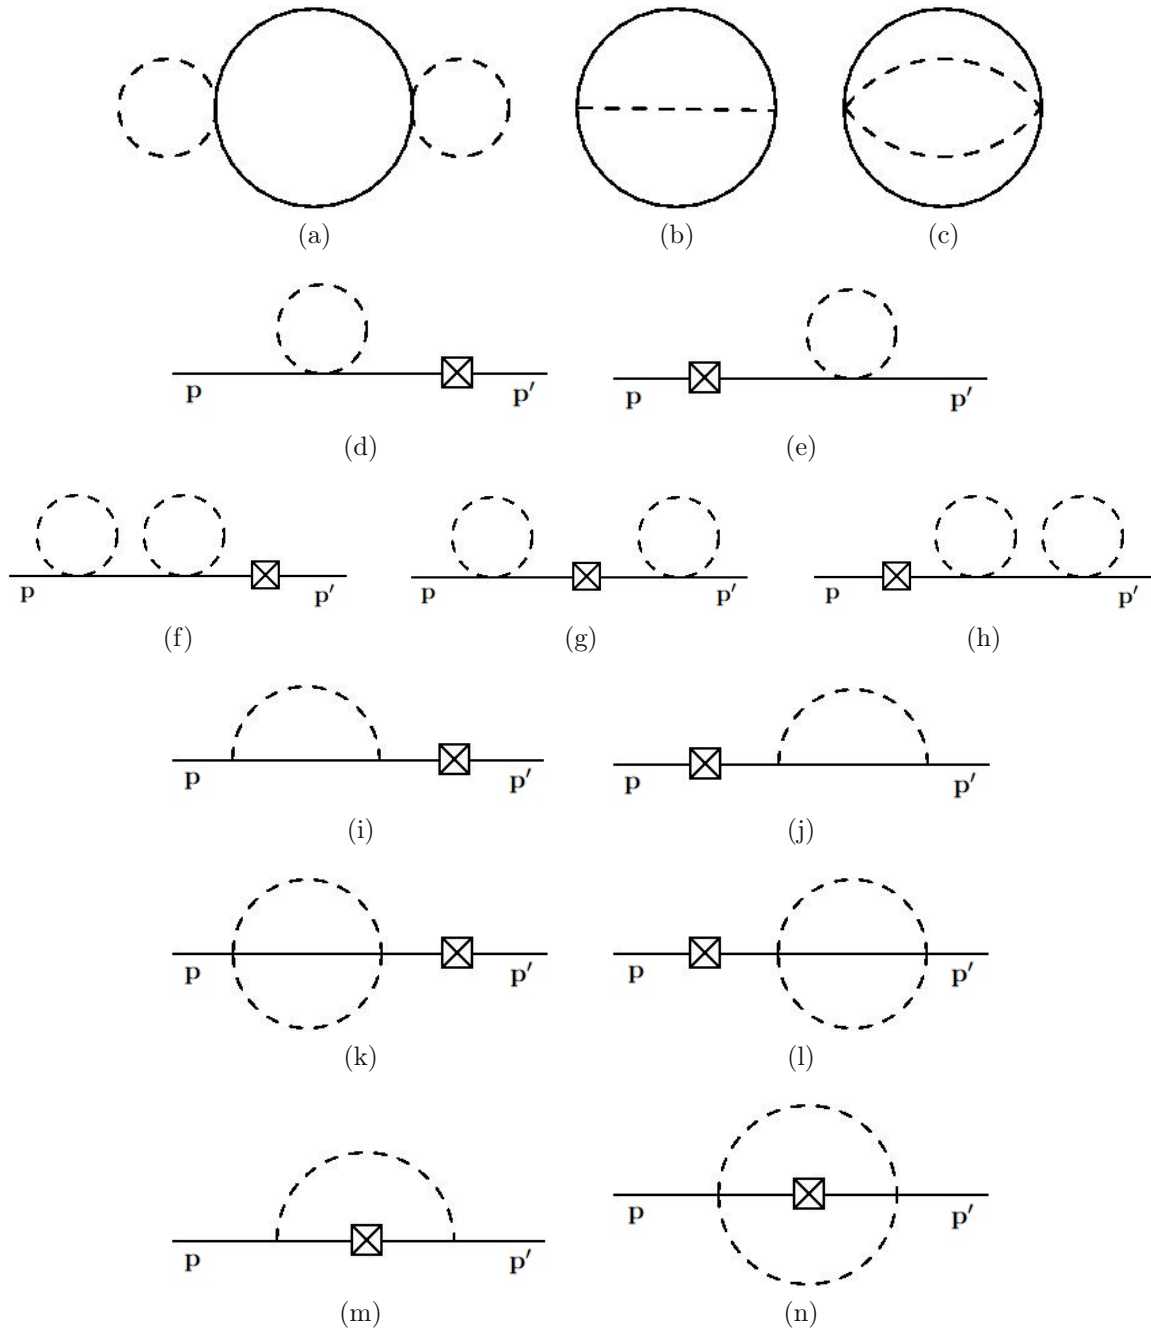 (a) (b) (c)
p p′ p p′
(d) (e)
p p′ p p′ p p′
(f) (g) (h)
p p′ p p′
(i) (j)
p p′ p p′
(k) (l)
p p′ p p′
(m) (n)